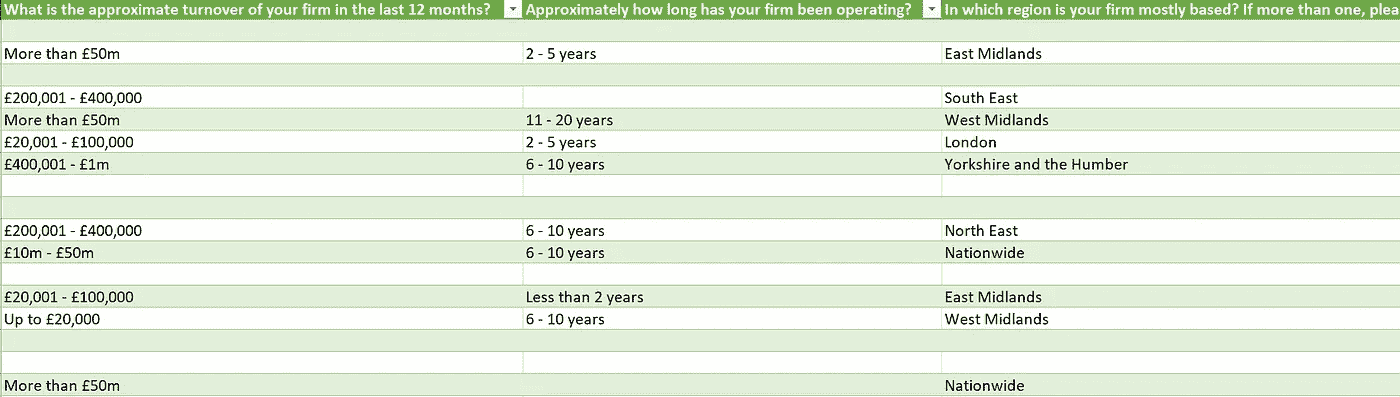 What is the approximate turnover of your firm in the last 12 months? Approximately how long has your firm been operating? In which region is your firm mostly based? If more than one, plea
More than £50m 2 - 5 years East Midlands
£200,001 - £400,000 South East
More than £50m 11 - 20 years West Midlands
£20,001 - £100,000 2 - 5 years London
£400,001 - £1m 6 - 10 years Yorkshire and the Humber
£200,001 - £400,000 6 - 10 years North East
£10m - £50m 6 - 10 years Nationwide
£20,001 - £100,000 Less than 2 years East Midlands
Up to £20,000 6 - 10 years West Midlands
More than £50m Nationwide